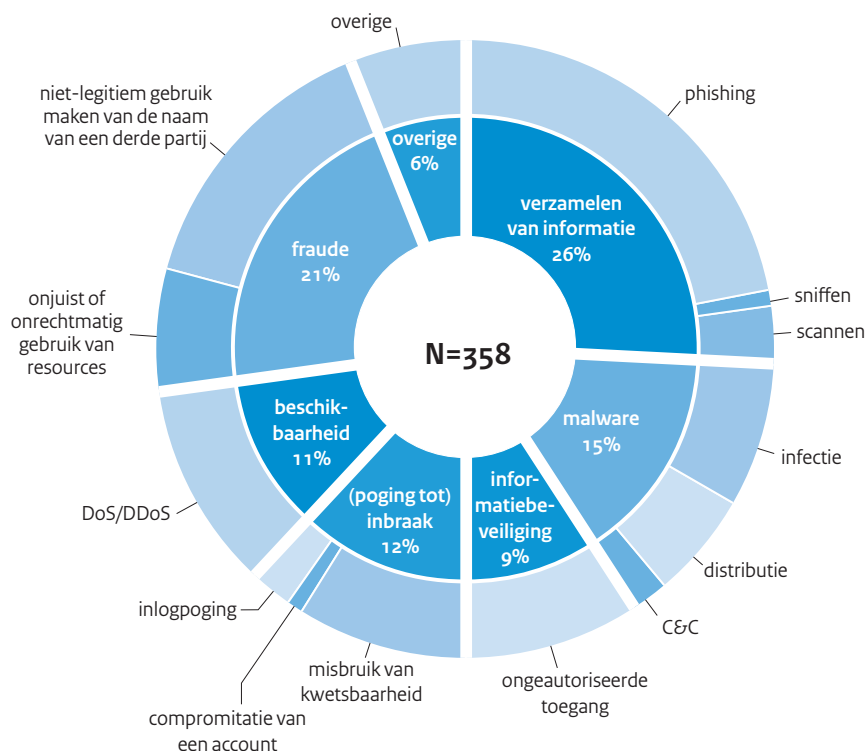 overige
niet-legitiem gebruik
maken van de naam
van een derde partij
phishing
overige
6%
verzamelen
van informatie
26%
fraude
21%
onjuist of
onrechtmatig
gebruik van
resources
sniffen
scannen
N=358
beschik-
baarheid
11%
malware
15%
infectie
(poging tot)
inbraak
12%
infor-
matiebe-
veiliging
9%
DoS/DDoS
distributie
inlogpoging
C&C
misbruik van
kwetsbaarheid
ongeautoriseerde
toegang
compromitatie van
een account